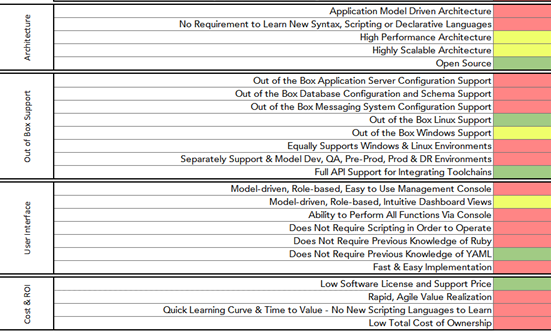 Architecture
Application Model Driven Architecture
No Requirement to Learn New Syntax, Scripting or Declarative Languages
High Performance Architecture
Highly Scalable Architecture
Open Source
Out of Box Support
Out of the Box Application Server Configuration Support
Out of the Box Database Configuration and Schema Support
Out of the Box Messaging System Configuration Support
Out of the Box Linux Support
Out of the Box Windows Support
Equally Supports Windows & Linux Environments
Separately Support & Model Dev, QA, Pre-Prod, Prod & DR Environments
Full API Support for Integrating Toolchains
User Interface
Model-driven, Role-based, Easy to Use Management Console
Model-driven, Role-based, Intuitive Dashboard Views
Ability to Perform All Functions Via Console
Does Not Require Scripting in Order to Operate
Does Not Require Previous Knowledge of Ruby
Does Not Require Previous Knowledge of YAML
Fast & Easy Implementation
Cost & ROI
Low Software License and Support Price
Rapid, Agile Value Realization
Quick Learning Curve & Time to Value - No New Scripting Languages to Learn
Low Total Cost of Ownership